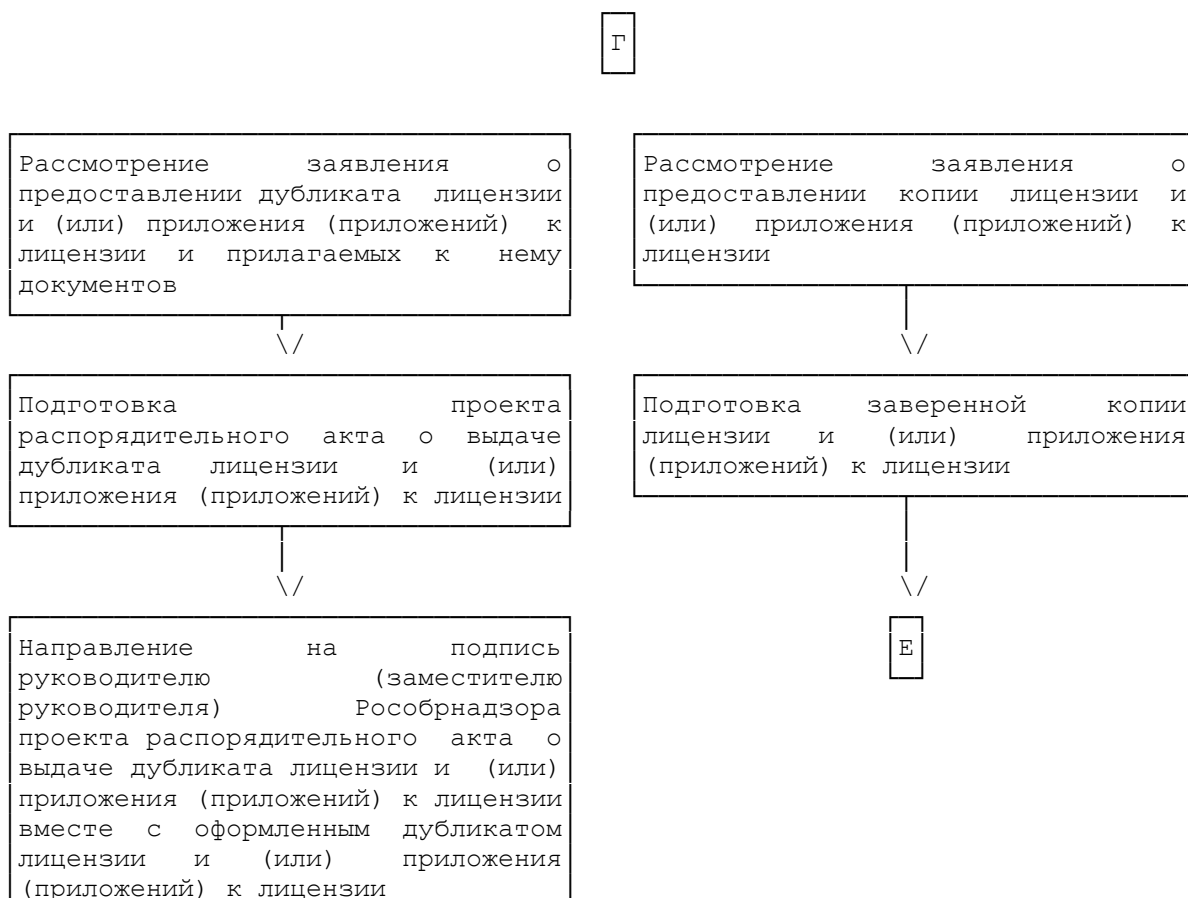 Г
Рассмотрение заявления о
предоставлении дубликата лицензии
и (или) приложения (приложений) к
лицензии и прилагаемых к нему
документов
Рассмотрение заявления о
предоставлении копии лицензии и
(или) приложения (приложений) к
лицензии
\/
\/
Подготовка проекта
распорядительного акта о выдаче
дубликата лицензии и (или)
приложения (приложений) к лицензии
Подготовка заверенной копии
лицензии и (или) приложения
(приложений) к лицензии
\/
\/
Направление на подпись
руководителю (заместителю
руководителя) Рособрнадзора
проекта распорядительного акта о
выдаче дубликата лицензии и (или)
приложения (приложений) к лицензии
вместе с оформленным дубликатом
лицензии и (или) приложения
(приложений) к лицензии
Е